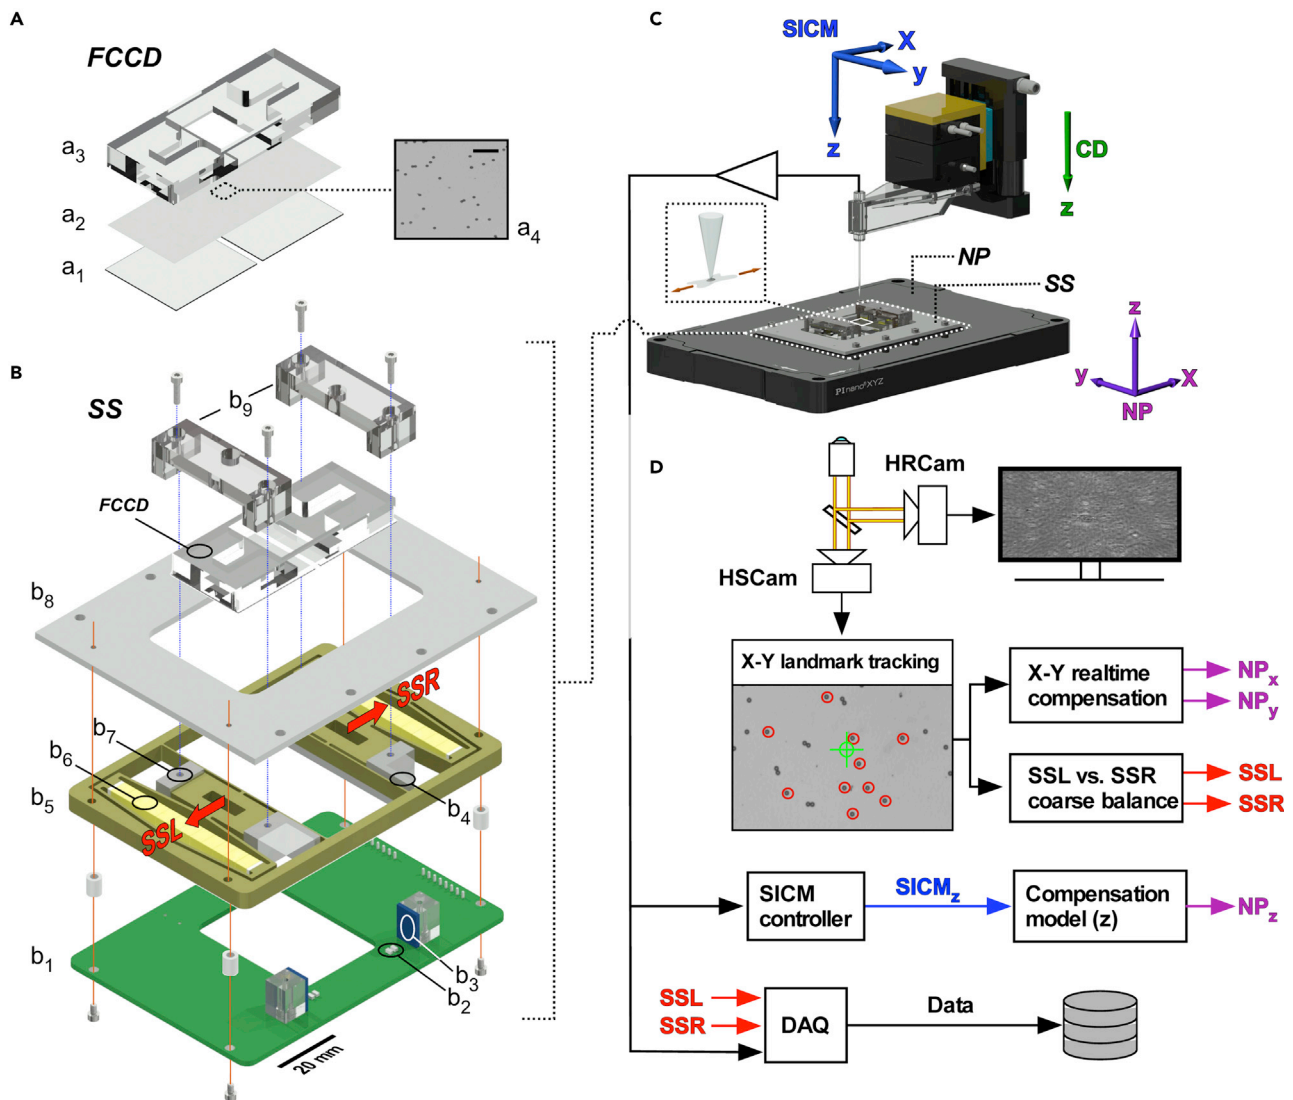 A
FCCD
a3
a2
a1
a4
B
SS
b9
FCCD
b8
SSR
b7
b6
b5
b4
SSL
b3
b2
b1
20 mm
C
SICM
x
y
z
CD
z
NP
SS
PI nano® XYZ
z
y
x
NP
D
HRCam
HSCam
X-Y landmark tracking
X-Y realtime
compensation
NPx
NPy
SSL vs. SSR
coarse balance
SSL
SSR
SICM
controller
SICMz
Compensation
model (z)
NPz
SSL
SSR
DAQ
Data